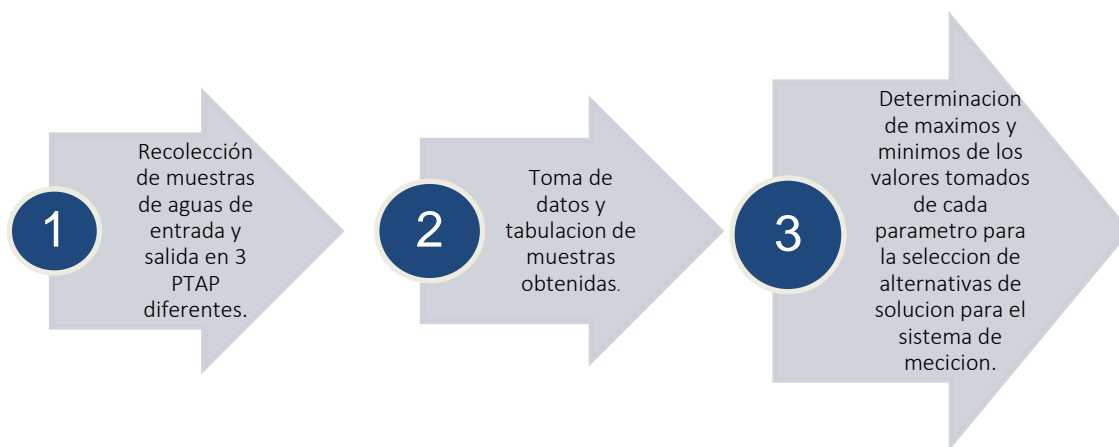 1
Recolección
de muestras
de aguas de
entrada y
salida en 3
PTAP
diferentes.
2
Toma de
datos y
tabulacion de
muestras
obtenidas.
3
Determinacion
de maximos y
minimos de los
valores tomados
de cada
parametro para
la seleccion de
alternativas de
solucion para el
sistema de
mecicion.